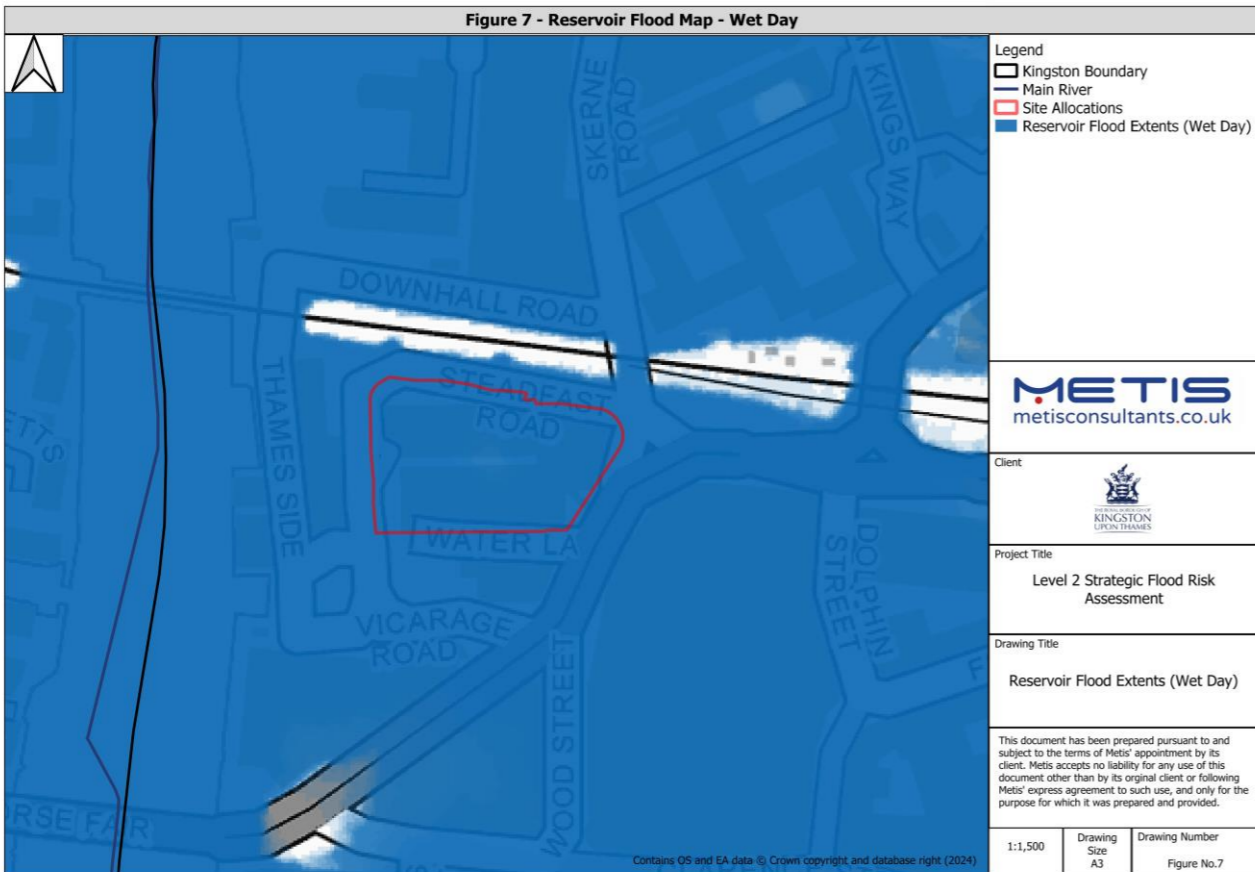 Figure 7 - Reservoir Flood Map - Wet Day
SKERNE
ROAD
N KINGS WAY
DOWNHALL ROAD
STEADFAST
ROAD
THAMES SIDE
ETTS
WATER LA
VICARAGE
ROAD
WOOD STREET
DOLPHIN
STREET
F
ORSE FAIR
CLARENCE S
Contains OS and EA data © Crown copyright and database right (2024)
Legend
Kingston Boundary
Main River
Site Allocations
Reservoir Flood Extents (Wet Day)
METIS
metisconsultants.co.uk
Client
THE ROYAL BOROUGH OF
KINGSTON
UPON THAMES
Project Title
Level 2 Strategic Flood Risk
Assessment
Drawing Title
Reservoir Flood Extents (Wet Day)
This document has been prepared pursuant to and
subject to the terms of Metis' appointment by its
client. Metis accepts no liability for any use of this
document other than by its orginal client or following
Metis' express agreement to such use, and only for the
purpose for which it was prepared and provided.
1:1,500
Drawing
Size
A3
Drawing Number
Figure No.7